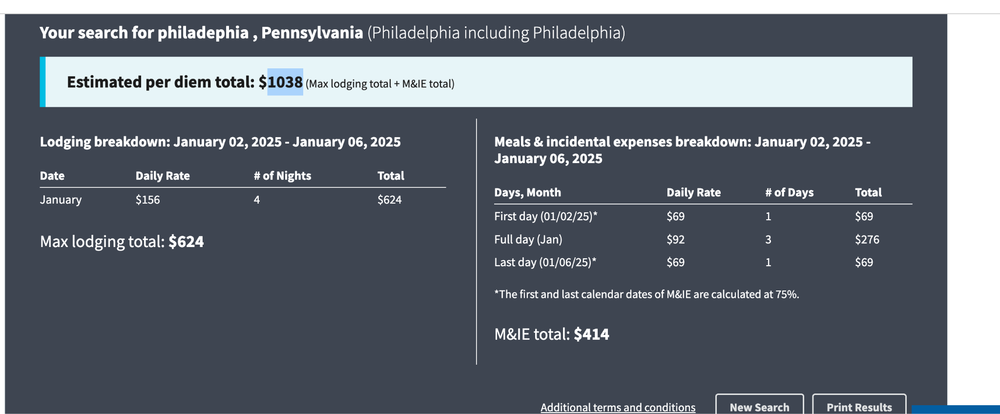 Your search for philadephia , Pennsylvania (Philadelphia including Philadelphia)
Estimated per diem total: $1038 (Max lodging total + M&IE total)
Lodging breakdown: January 02, 2025 - January 06, 2025
Date Daily Rate # of Nights Total
January $156 4 $624
Max lodging total: $624
Meals & incidental expenses breakdown: January 02, 2025 -
January 06, 2025
Days, Month Daily Rate # of Days Total
First day (01/02/25)* $69 1 $69
Full day (Jan) $92 3 $276
Last day (01/06/25)* $69 1 $69
*The first and last calendar dates of M&IE are calculated at 75%.
M&IE total: $414
Additional terms and conditions New Search Print Results